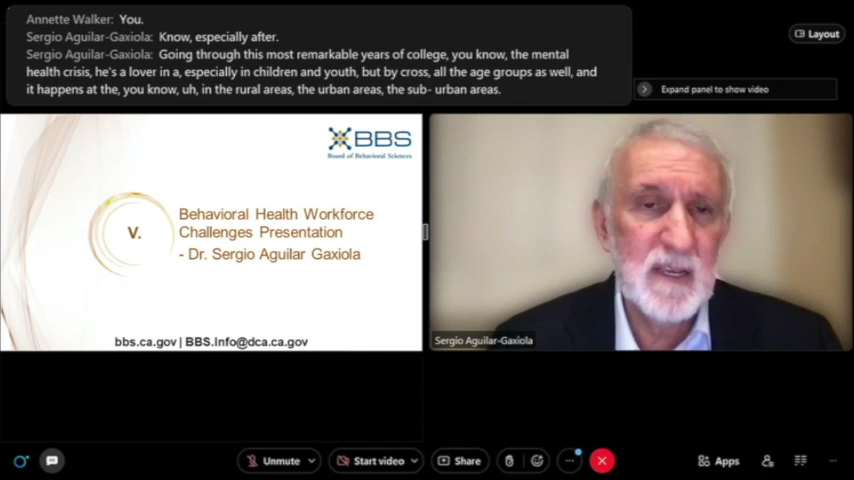 Annette Walker: You.
Sergio Aguilar-Gaxiola: Know, especially after.
Sergio Aguilar-Gaxiola: Going through this most remarkable years of college, you know, the mental
health crisis, he's a lover in a, especially in children and youth, but by cross, all the age groups as well, and
it happens at the, you know, uh, in the rural areas, the urban areas, the sub- urban areas.
Layout
Expand panel to show video
BBS
Board of Behavioral Sciences
V.
Behavioral Health Workforce
Challenges Presentation
- Dr. Sergio Aguilar Gaxiola
bbs.ca.gov | BBS.Info@dca.ca.gov
Sergio Aguilar-Gaxiola
Unmute
Start video
Share
Apps